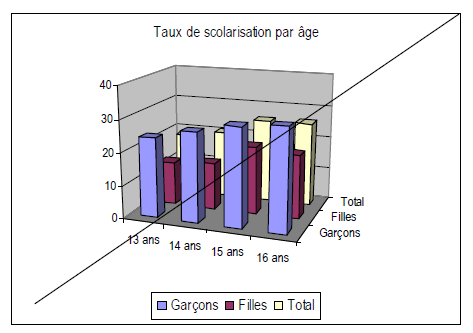 Taux de scolarisation par âge
40
30
20
10
0
13 ans
14 ans
15 ans
16 ans
Total
Filles
Garçons
Garçons Filles Total